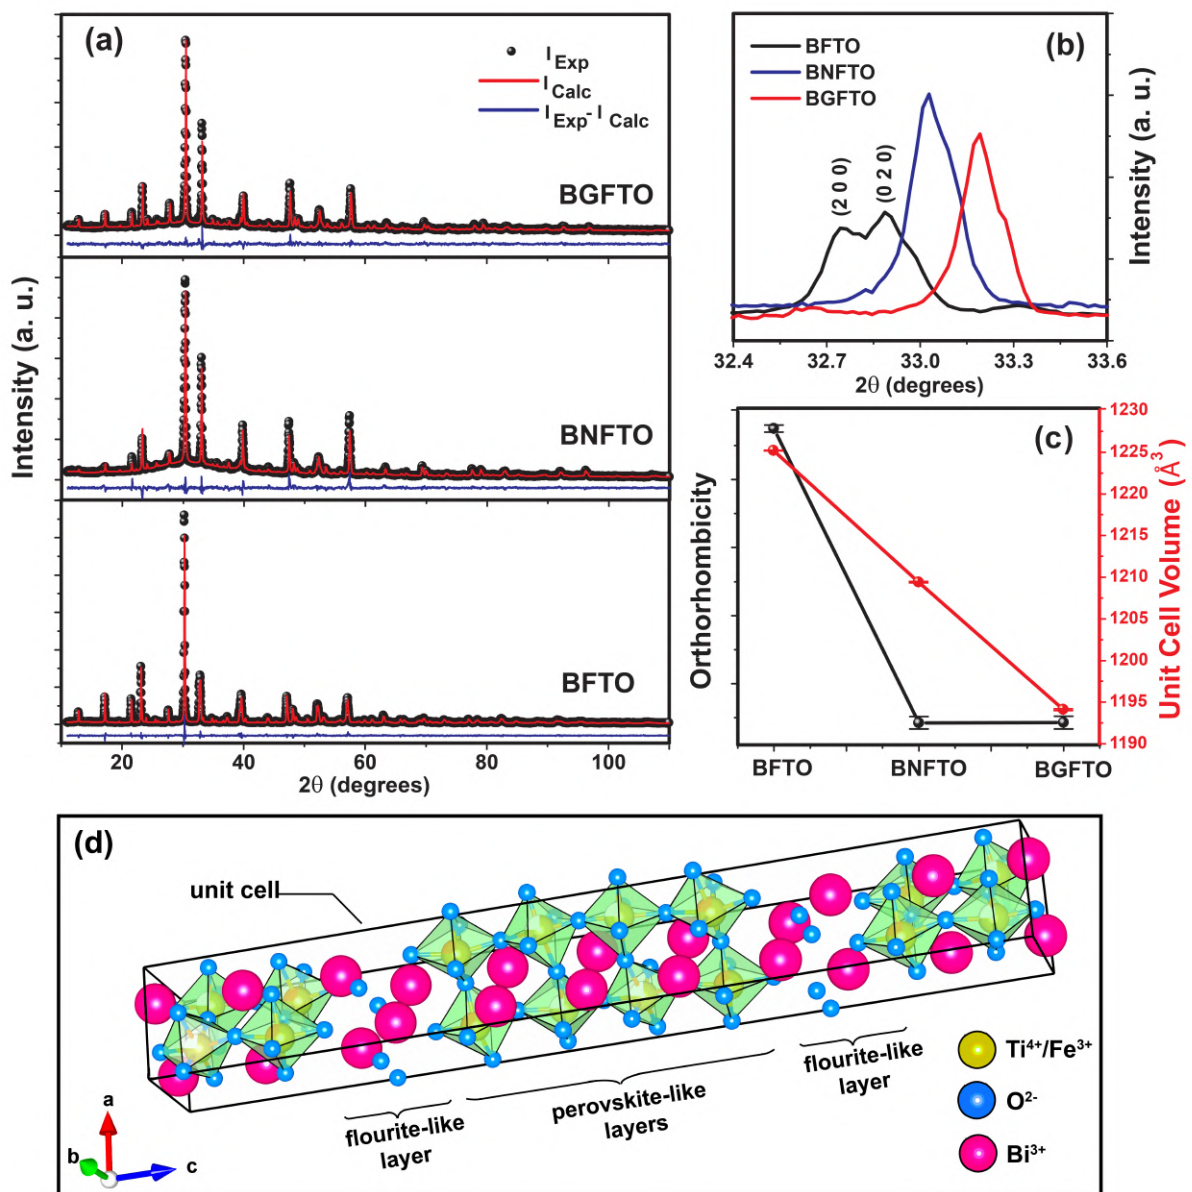 (a)
I Exp
I Calc
I Exp - I Calc
BGFTO
BNFTO
BFTO
Intensity (a. u.)
20 40 60 80 100
2θ (degrees)
(b)
BFTO
BNFTO
BGFTO
(2 0 0)
(0 2 0)
Intensity (a. u.)
32.4 32.7 33.0 33.3 33.6
2θ (degrees)
(c)
Orthorhombicity
1230
1225
1220
1215
1210
1205
1200
1195
1190
Unit Cell Volume (Å³)
BFTO BNFTO BGFTO
(d)
unit cell
flourite-like
layer
perovskite-like
layers
flourite-like
layer
Ti⁴⁺/Fe³⁺
O²⁻
Bi³⁺
a
b
c